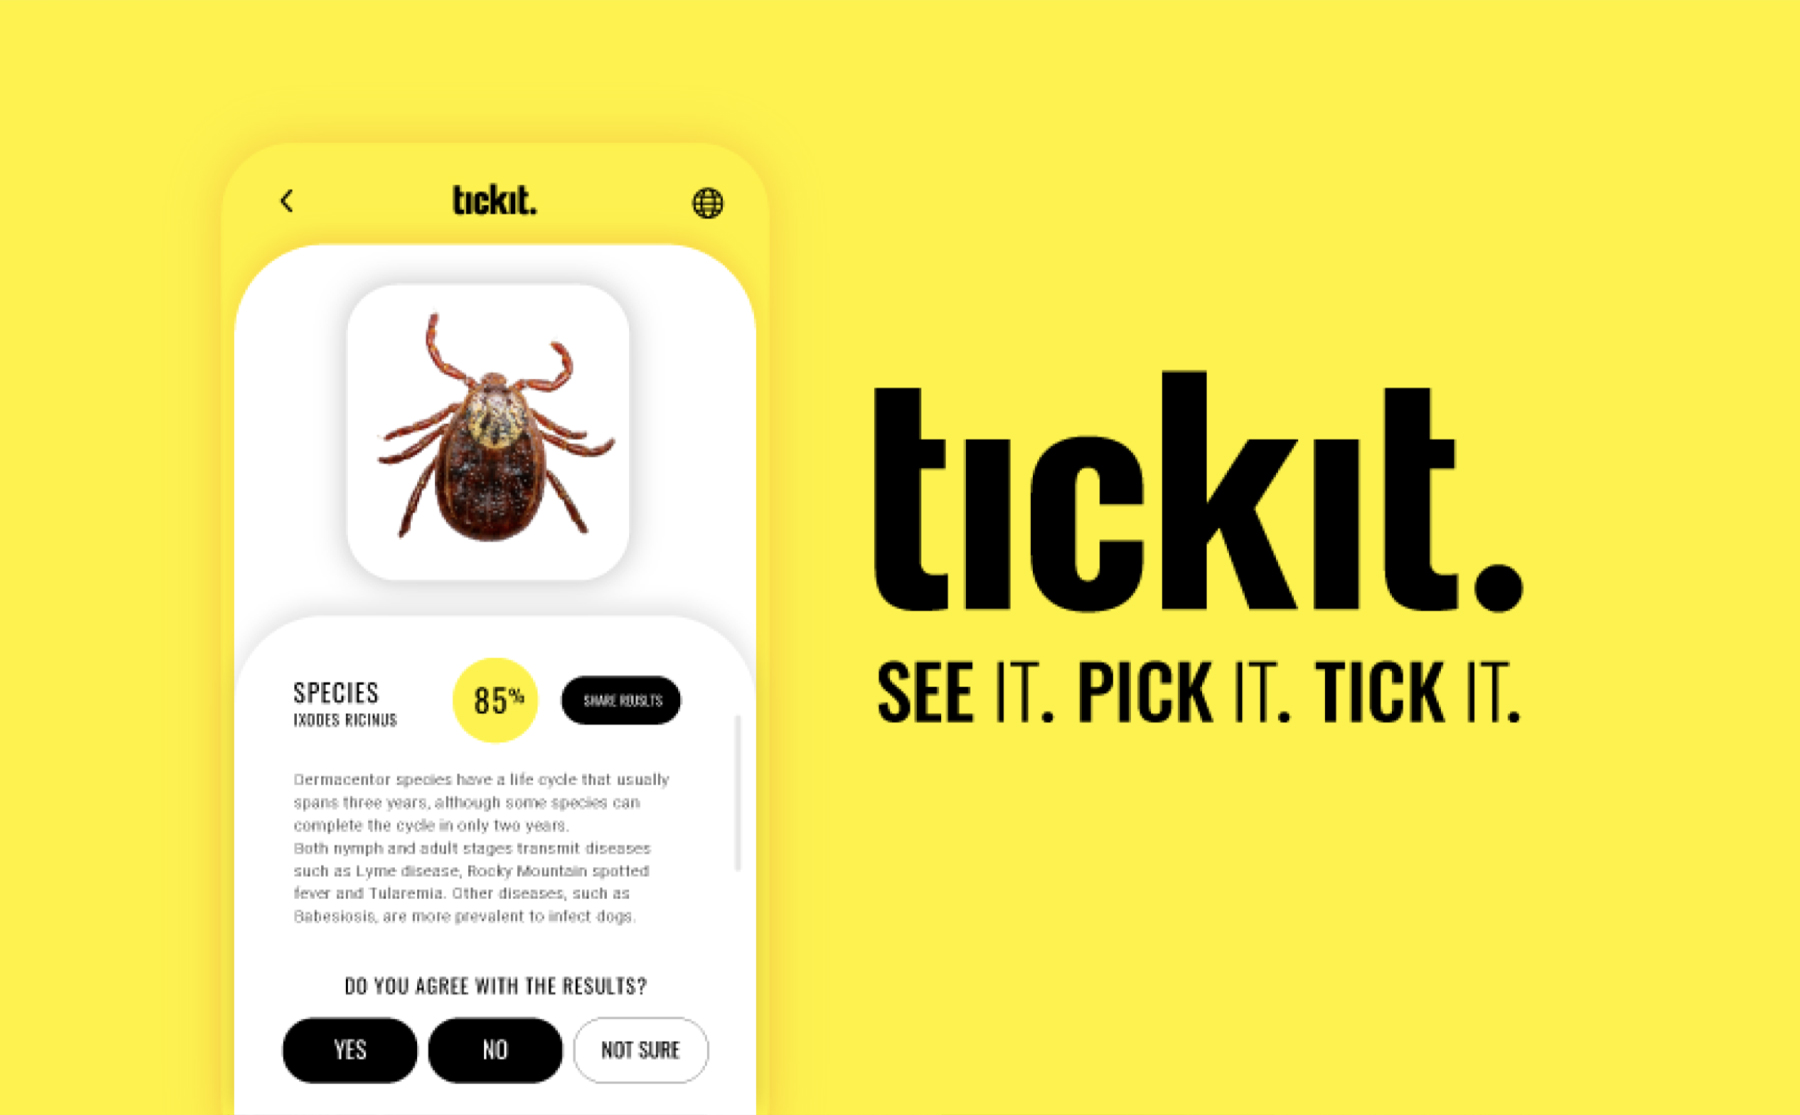 tickit.
SPECIES
IXODES RICINUS
85%
SHARE REUSLTS
Dermacentor species have a life cycle that usually
spans three years, although some species can
complete the cycle in only two years.
Both nymph and adult stages transmit diseases
such as Lyme disease, Rocky Mountain spotted
fever and Tularemia. Other diseases, such as
Babesiosis, are more prevalent to infect dogs.
DO YOU AGREE WITH THE RESULTS?
YES
NO
NOT SURE
tickit.
SEE IT. PICK IT. TICK IT.